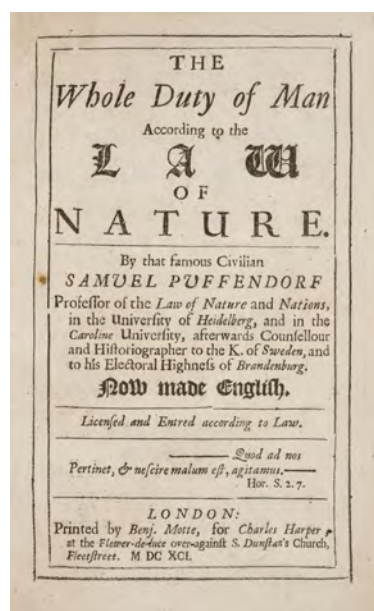 THE
Whole Duty of Man
According to the
LAW
OF
NATURE.
By that famous Civilian
SAMVEL PVFFENDORF
Profeſſor of the Law of Nature and Nations,
in the Univerſity of Heidelberg, and in the
Caroline Univerſity, afterwards Counſellour
and Hiſtoriographer to the K. of Sweden, and
to his Electoral Highneſs of Brandenburg.
Now made Engliſh.
Licenſed and Entred according to Law.
—— Quod ad nos
Pertinet, & neſcire malum eſt, agitamus.——
Hor. S. 2. 7.
LONDON:
Printed by Benj. Motte, for Charles Harper
at the Flower-de-luce over-againſt S. Dunſtan's Church,
Fleetſtreet. M DC XCI.